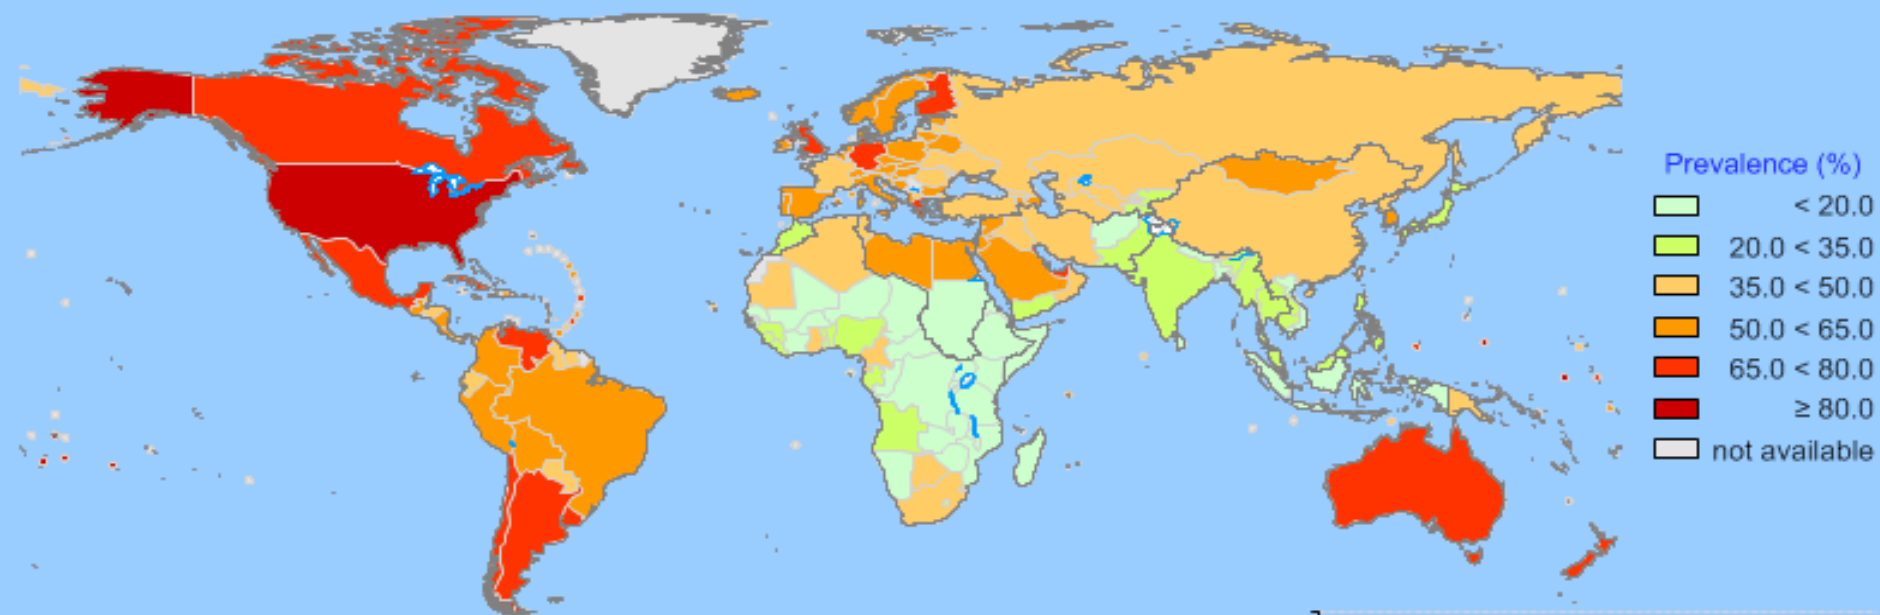 Prevalence (%)
< 20.0
20.0 < 35.0
35.0 < 50.0
50.0 < 65.0
65.0 < 80.0
≥ 80.0
not available